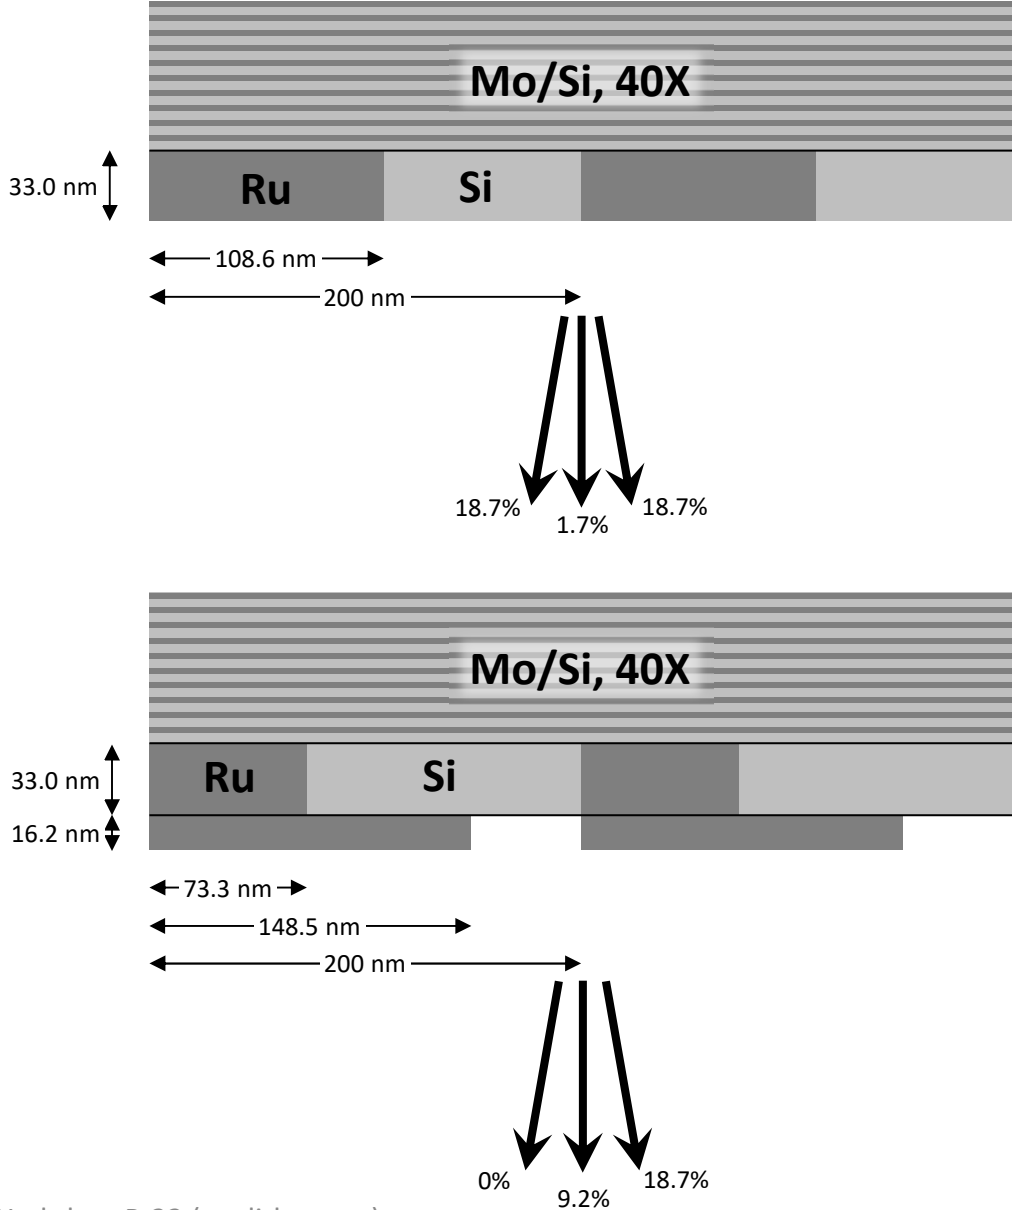 Mo/Si, 40X
33.0 nm
Ru
Si
108.6 nm
200 nm
18.7%
1.7%
18.7%
Mo/Si, 40X
33.0 nm
Ru
Si
16.2 nm
73.3 nm
148.5 nm
200 nm
0%
9.2%
18.7%